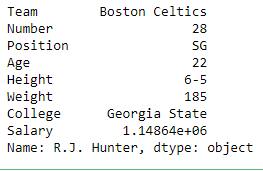 Team Boston Celtics
Number 28
Position SG
Age 22
Height 6-5
Weight 185
College Georgia State
Salary 1.14864e+06
Name: R.J. Hunter, dtype: object